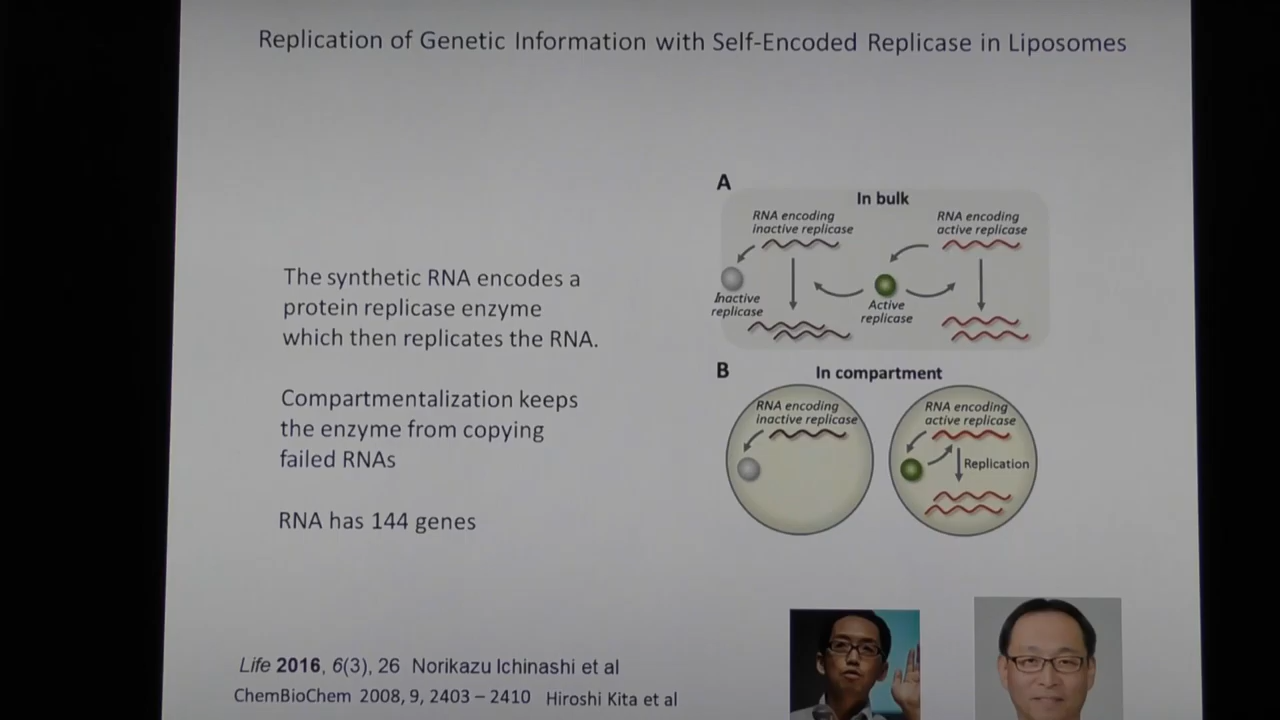 Replication of Genetic Information with Self-Encoded Replicase in Liposomes
The synthetic RNA encodes a
protein replicase enzyme
which then replicates the RNA.
Compartmentalization keeps
the enzyme from copying
failed RNAs
RNA has 144 genes
A
In bulk
RNA encoding
inactive replicase
RNA encoding
active replicase
Inactive
replicase
Active
replicase
B
In compartment
RNA encoding
inactive replicase
RNA encoding
active replicase
Replication
Life 2016, 6(3), 26 Norikazu Ichinashi et al
ChemBioChem 2008, 9, 2403 – 2410 Hiroshi Kita et al